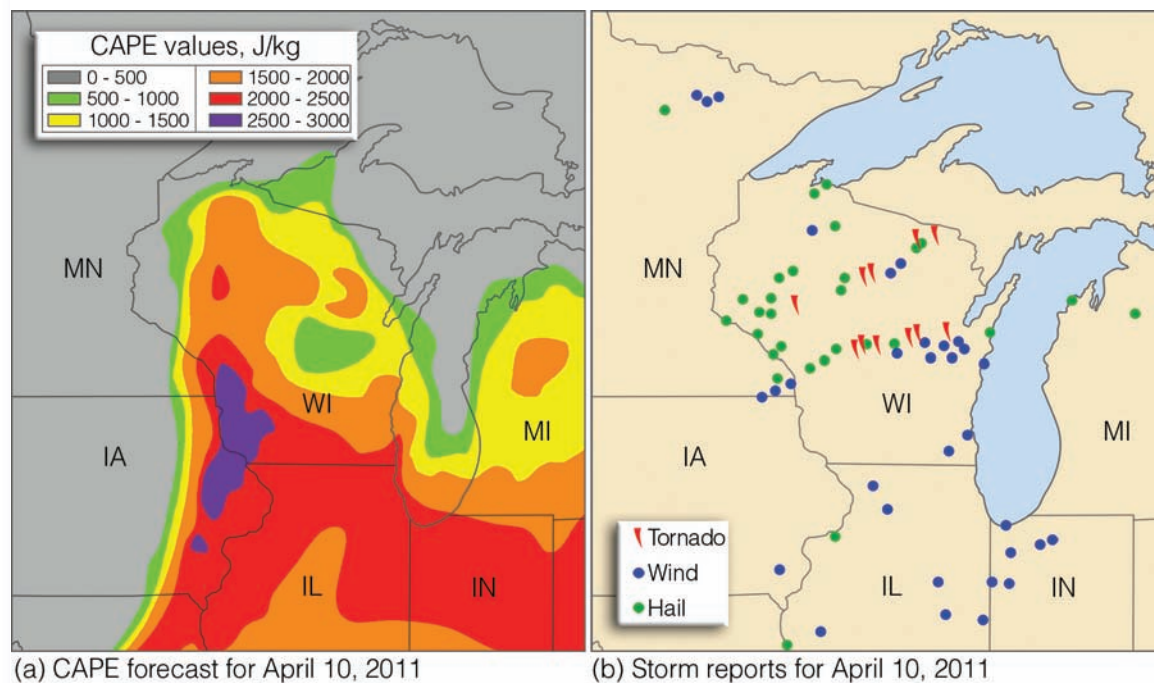 CAPE values, J/kg
0 - 500
1500 - 2000
500 - 1000
2000 - 2500
1000 - 1500
2500 - 3000
MN
WI
MI
IA
IL
IN
(a) CAPE forecast for April 10, 2011
MN
WI
MI
IA
Tornado
Wind
Hail
IL
IN
(b) Storm reports for April 10, 2011